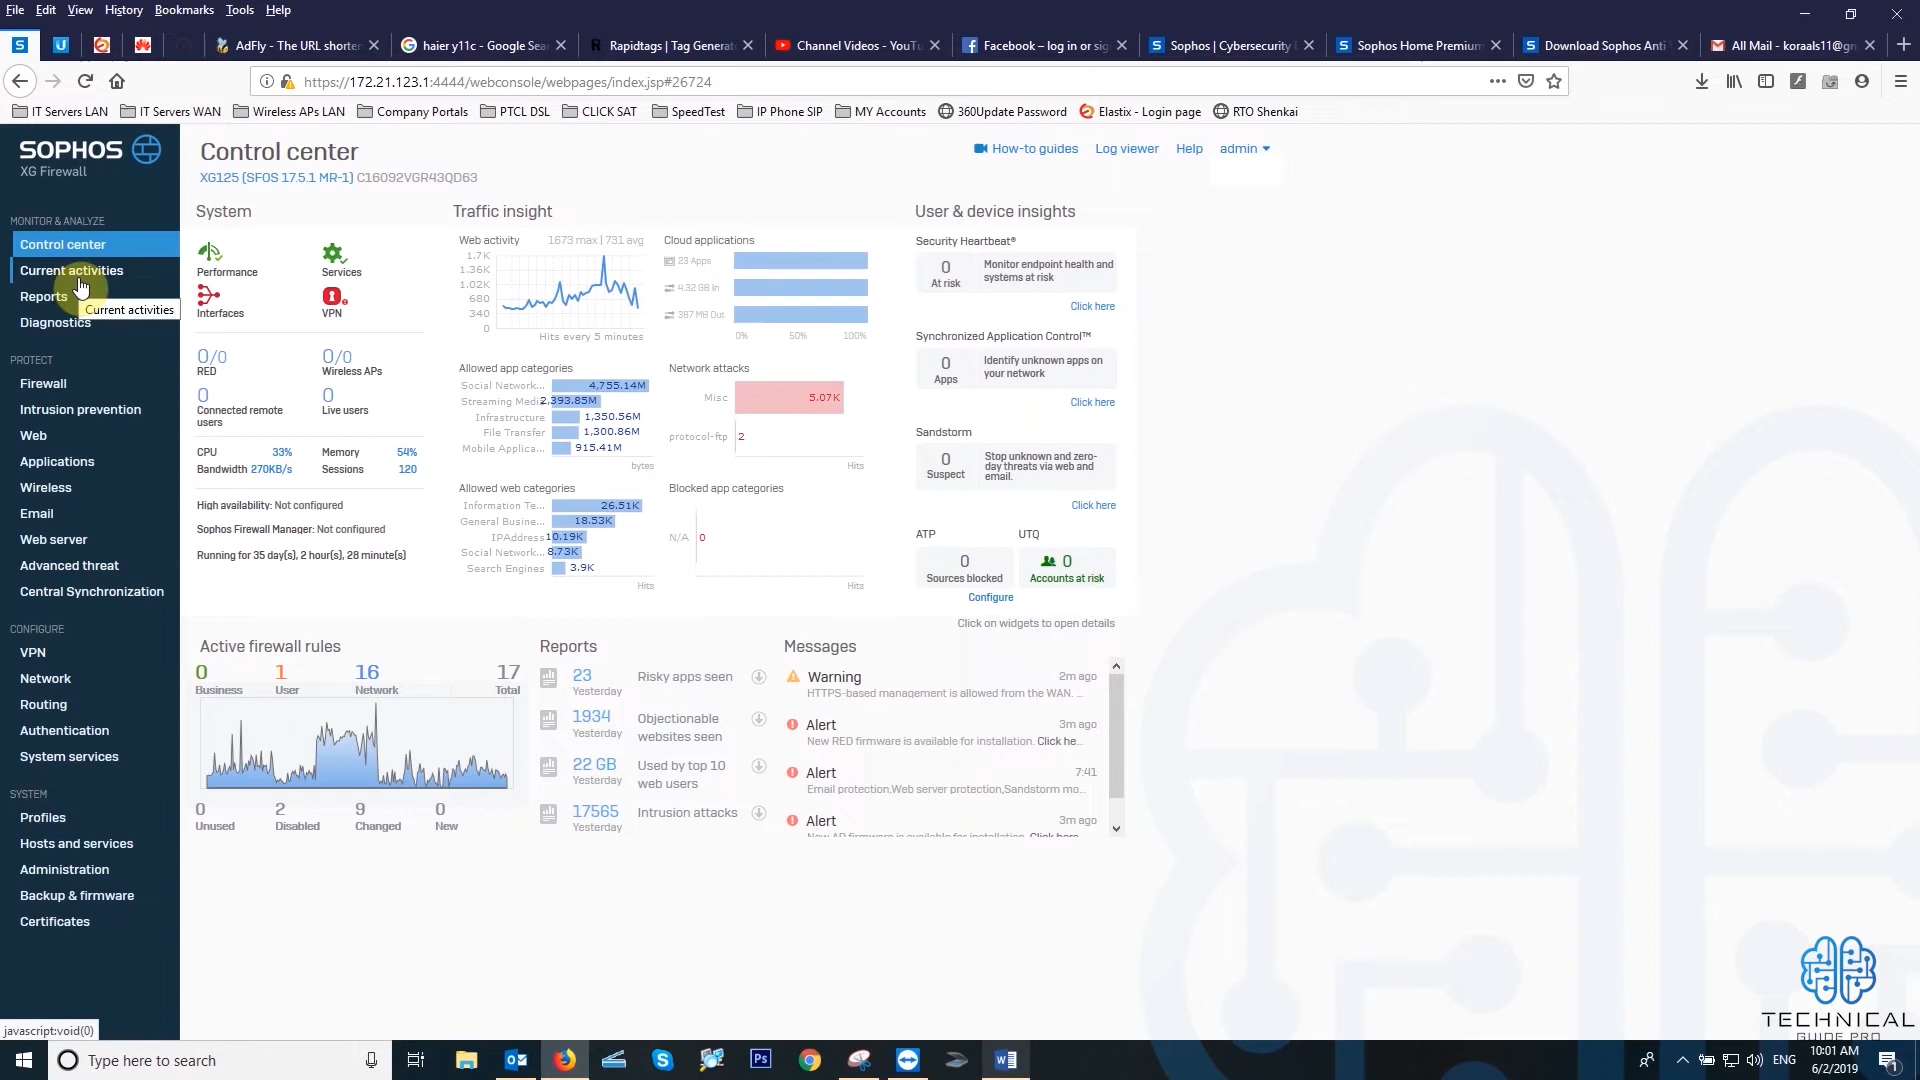 File Edit View History Bookmarks Tools Help
AdFly - The URL shorten
haier y11c - Google Sea
Rapidtags | Tag Generat
Channel Videos - YouTu
Facebook – log in or sig
Sophos | Cybersecurity
Sophos Home Premium
Download Sophos Anti
All Mail - koraals11@gm
https://172.21.123.1:4444/webconsole/webpages/index.jsp#26724
IT Servers LAN IT Servers WAN Wireless APs LAN Company Portals PTCL DSL CLICK SAT SpeedTest IP Phone SIP MY Accounts 360Update Password Elastix - Login page RTO Shenkai
SOPHOS
XG Firewall
MONITOR & ANALYZE
Control center
Current activities
Reports
Current activities
Diagnostics
PROTECT
Firewall
Intrusion prevention
Web
Applications
Wireless
Email
Web server
Advanced threat
Central Synchronization
CONFIGURE
VPN
Network
Routing
Authentication
System services
SYSTEM
Profiles
Hosts and services
Administration
Backup & firmware
Certificates
javascript:void(0)
Control center
XG125 (SFOS 17.5.1 MR-1) C16092VGR43QD63
How-to guides Log viewer Help admin
System
Performance
Services
Interfaces
VPN
0/0
RED
0/0
Wireless APs
0
Connected remote
users
0
Live users
CPU 33% Memory 54%
Bandwidth 270KB/s Sessions 120
High availability: Not configured
Sophos Firewall Manager: Not configured
Running for 35 day(s), 2 hour(s), 28 minute(s)
Traffic insight
Web activity 1673 max | 731 avg
1.7K
1.36K
1.02K
680
340
0
Hits every 5 minutes
Cloud applications
23 Apps
4.32 GB In
387 MB Out
0% 50% 100%
Allowed app categories
Social Network... 4,755.14M
Streaming Medi 2,393.85M
Infrastructure 1,350.56M
File Transfer 1,300.86M
Mobile Applica... 915.41M
bytes
Network attacks
Misc 5.07K
protocol-ftp 2
Hits
Allowed web categories
Information Te... 26.51K
General Busine... 18.53K
IPAddress 10.19K
Social Network... 8.73K
Search Engines 3.9K
Hits
Blocked app categories
N/A 0
Hits
User & device insights
Security Heartbeat®
0
At risk
Monitor endpoint health and
systems at risk
Click here
Synchronized Application Control™
0
Apps
Identify unknown apps on
your network
Click here
Sandstorm
0
Suspect
Stop unknown and zero-
day threats via web and
email.
Click here
ATP
0
Sources blocked
UTQ
0
Accounts at risk
Configure
Click on widgets to open details
Active firewall rules
0 Business
1 User
16 Network
17 Total
0 Unused
2 Disabled
9 Changed
0 New
Reports
23 Yesterday Risky apps seen
1934 Yesterday Objectionable
websites seen
22 GB Yesterday Used by top 10
web users
17565 Yesterday Intrusion attacks
Messages
Warning 2m ago
HTTPS-based management is allowed from the WAN. ...
Alert 3m ago
New RED firmware is available for installation. Click he...
Alert 7:41
Email protection,Web server protection,Sandstorm mo...
Alert 3m ago
New AP firmware is available for installation. Click here
TECHNICAL
GUIDE PRO
Type here to search
ENG
10:01 AM
6/2/2019
1